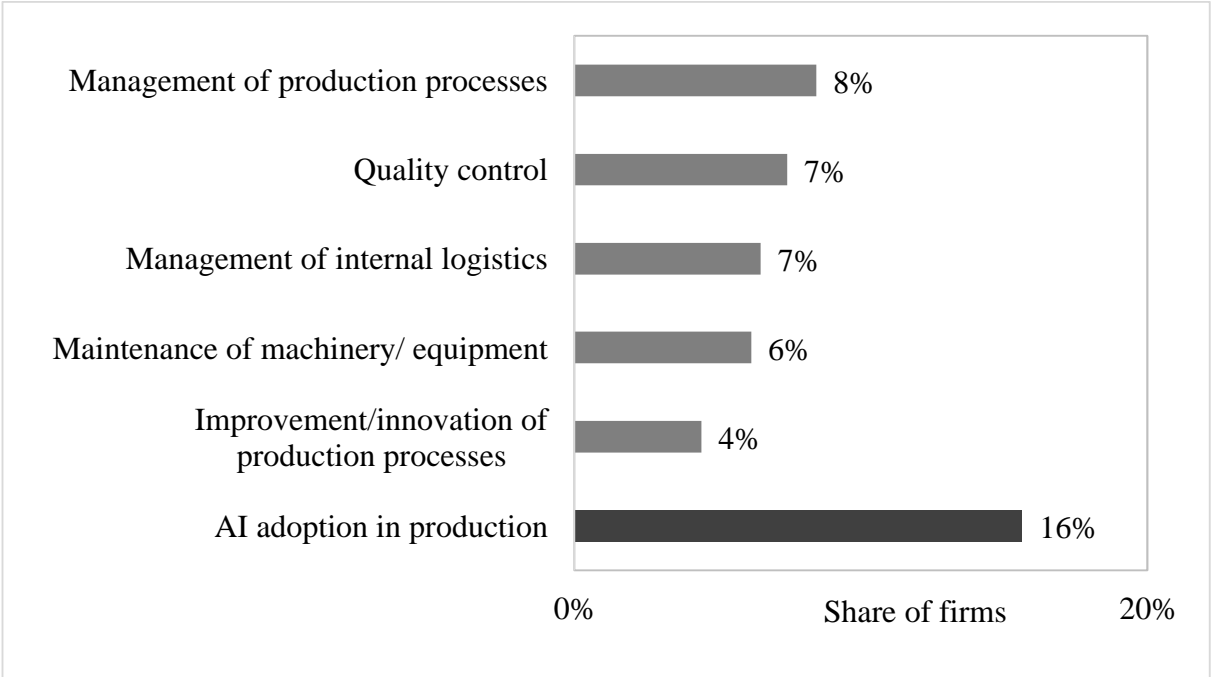 Management of production processes 8%
Quality control 7%
Management of internal logistics 7%
Maintenance of machinery/ equipment 6%
Improvement/innovation of
production processes 4%
AI adoption in production 16%
0% Share of firms 20%